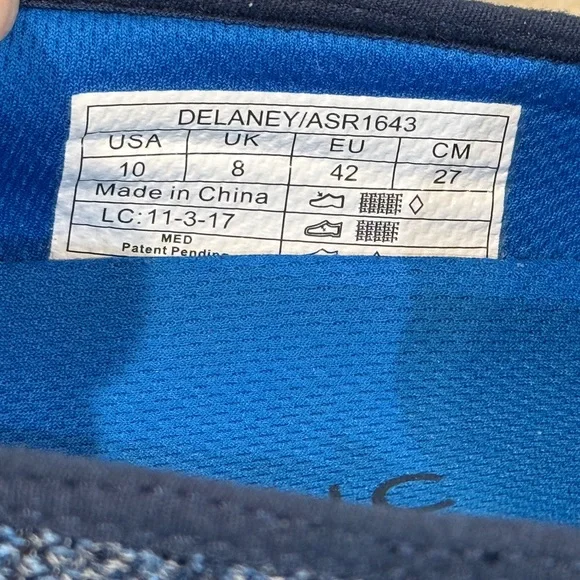 DELANEY/ASR1643
USA UK EU CM
10 8 42 27
Made in China
LC:11-3-17
MED
Patent Pending